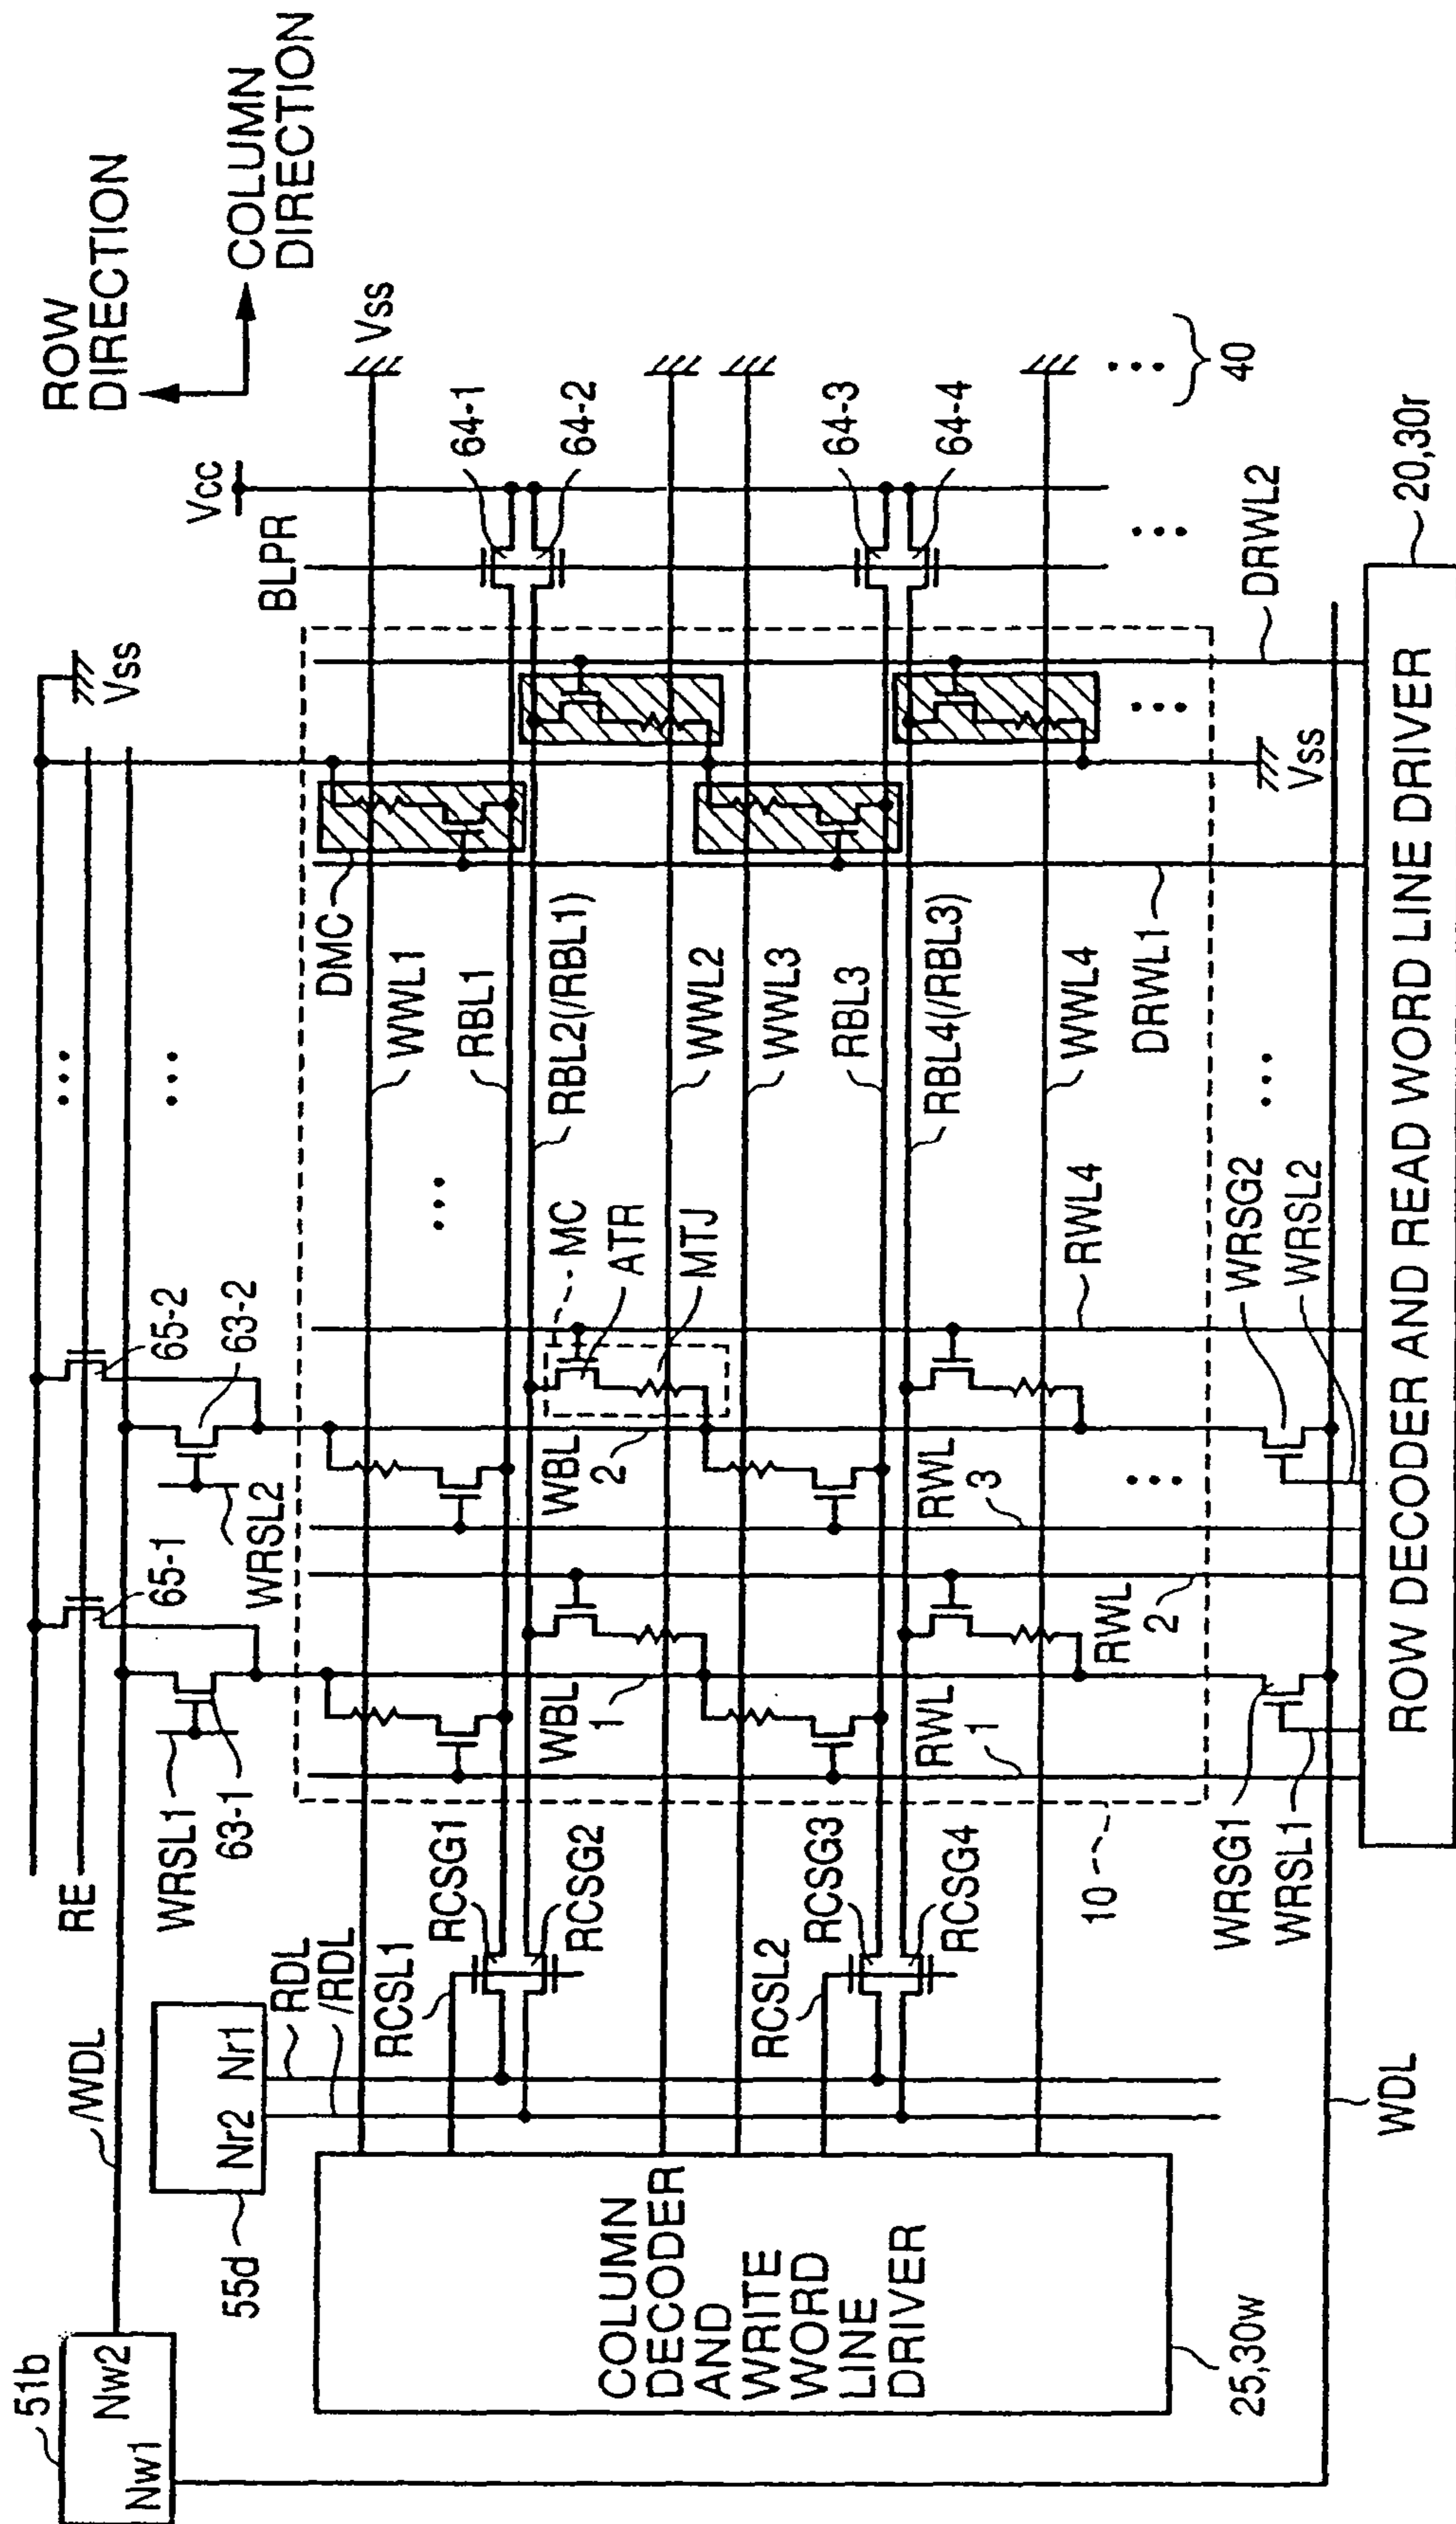 ROW
DIRECTION
COLUMN
DIRECTION
51b
Nw1
Nw2
/WDL
RE
WRSL1
63-1
65-1
WRSL2
63-2
65-2
...
...
Vss
55d
Nr2
Nr1
RDL
/RDL
BLPR
Vcc
Vss
COLUMN
DECODER
AND
WRITE
WORD
LINE
DRIVER
25,30w
RCSL1
RCSG1
RCSG2
RCSL2
RCSG3
RCSG4
10
WBL
1
WBL
2
RWL
1
RWL
2
RWL
3
RWL4
MC
ATR
MTJ
...
DMC
WWL1
RBL1
RBL2(/RBL1)
WWL2
WWL3
RBL3
RBL4(/RBL3)
WWL4
DRWL1
DRWL2
64-1
64-2
64-3
64-4
...
40
...
...
...
Vss
WRSG1
WRSL1
WRSG2
WRSL2
...
WDL
ROW DECODER AND READ WORD LINE DRIVER
20,30r